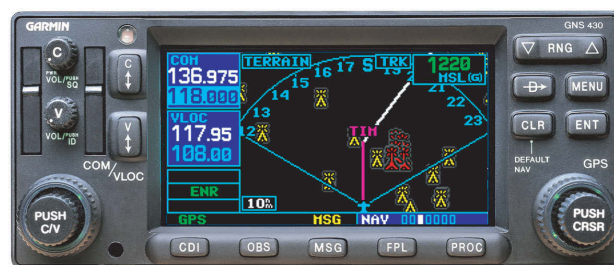 GARMIN
GNS 430
C
PWR
VOL/PUSH
SQ
V
VOL/PUSH
ID
COM/
VLOC
PUSH
C/V
C
V
COM
136.975
118.000
VLOC
117.95
108.00
ENR
GPS
TERRAIN
TRK
1220
MSL(G)
12
13
14
15
16
17
S
21
22
23
TIM
10
MSG
NAV
RNG
D
MENU
CLR
ENT
DEFAULT
NAV
GPS
PUSH
CRSR
CDI
OBS
MSG
FPL
PROC